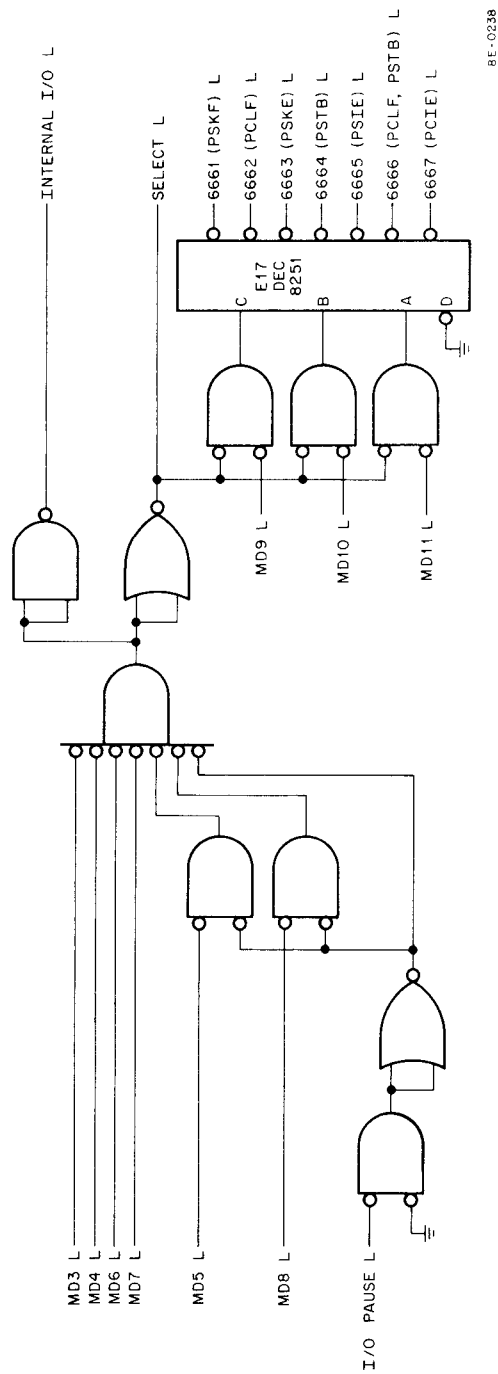 MD3 L
MD4 L
MD6 L
MD7 L
MD5 L
MD8 L
I/O PAUSE L
INTERNAL I/O L
SELECT L
MD9 L
MD10 L
MD11 L
C
B
A
D
E17
DEC
8251
6661 (PSKF) L
6662 (PCLF) L
6663 (PSKE) L
6664 (PSTB) L
6665 (PSIE) L
6666 (PCLF, PSTB) L
6667 (PCIE) L
8E-0238